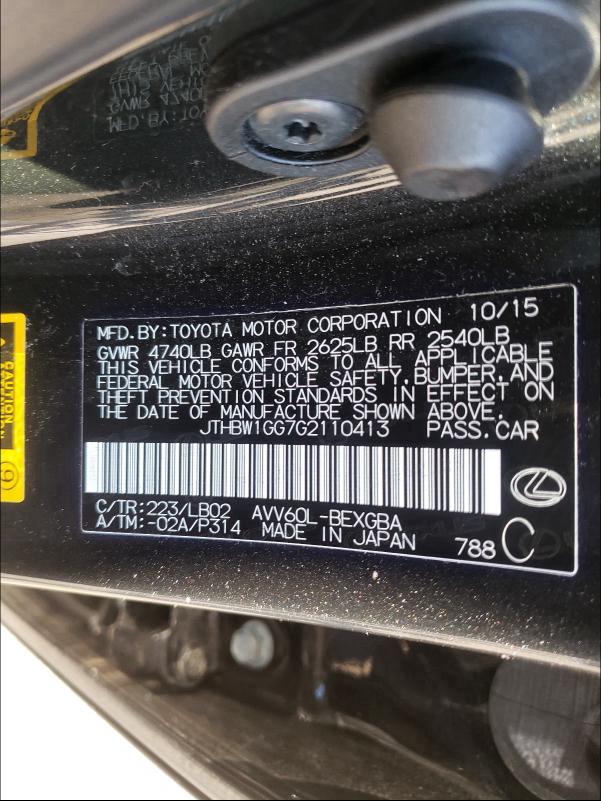 MFD.BY:TOYOTA MOTOR CORPORATION 10/15
GVWR 4740LB GAWR FR 2625LB RR 2540LB
THIS VEHICLE CONFORMS TO ALL APPLICABLE
FEDERAL MOTOR VEHICLE SAFETY,BUMPER,AND
THEFT PREVENTION STANDARDS IN EFFECT ON
THE DATE OF MANUFACTURE SHOWN ABOVE.
JTHBW1GG7G2110413 PASS.CAR
C/TR:223/LB02 AVV60L-BEXGBA
A/TM:-02A/P314 MADE IN JAPAN 788 C
CAUTION